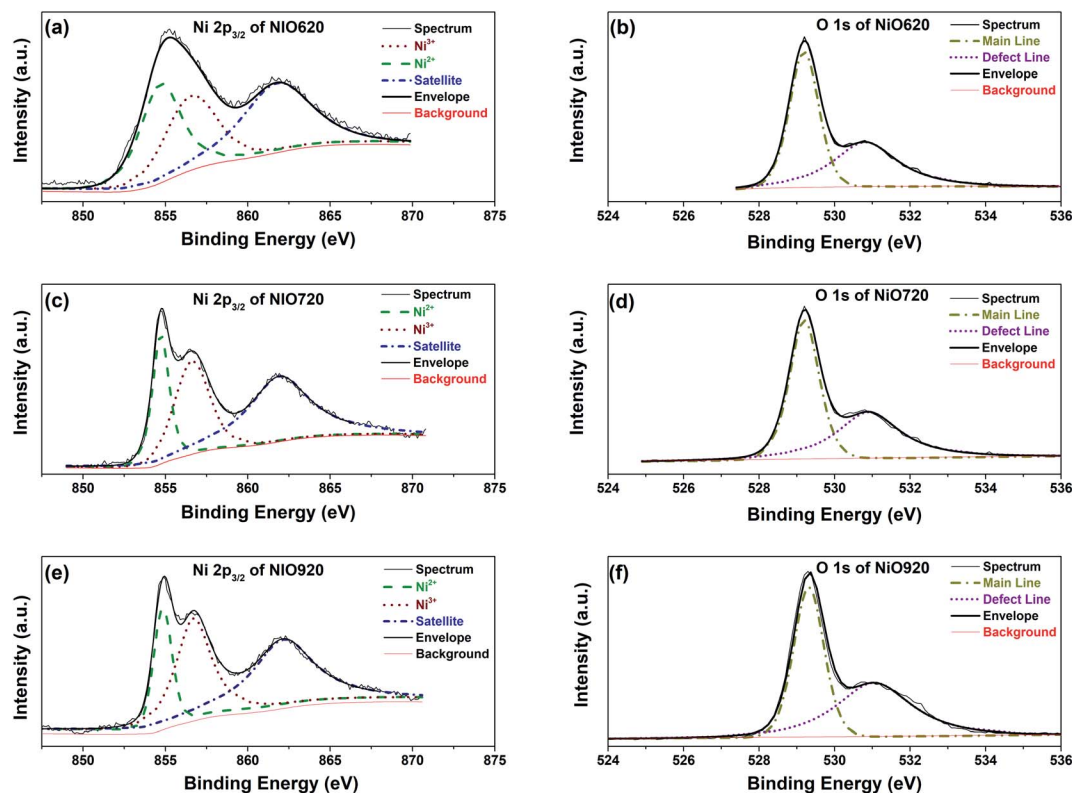 (a)
Ni 2p3/2 of NIO620
Spectrum
Ni3+
Ni2+
Satellite
Envelope
Background
Intensity (a.u.)
850 855 860 865 870 875
Binding Energy (eV)
(b)
O 1s of NiO620
Spectrum
Main Line
Defect Line
Envelope
Background
Intensity (a.u.)
524 526 528 530 532 534 536
Binding Energy (eV)
(c)
Ni 2p3/2 of NIO720
Spectrum
Ni2+
Ni3+
Satellite
Envelope
Background
Intensity (a.u.)
850 855 860 865 870 875
Binding Energy (eV)
(d)
O 1s of NiO720
Spectrum
Main Line
Defect Line
Envelope
Background
Intensity (a.u.)
524 526 528 530 532 534 536
Binding Energy (eV)
(e)
Ni 2p3/2 of NIO920
Spectrum
Ni2+
Ni3+
Satellite
Envelope
Background
Intensity (a.u.)
850 855 860 865 870 875
Binding Energy (eV)
(f)
O 1s of NiO920
Spectrum
Main Line
Defect Line
Envelope
Background
Intensity (a.u.)
524 526 528 530 532 534 536
Binding Energy (eV)